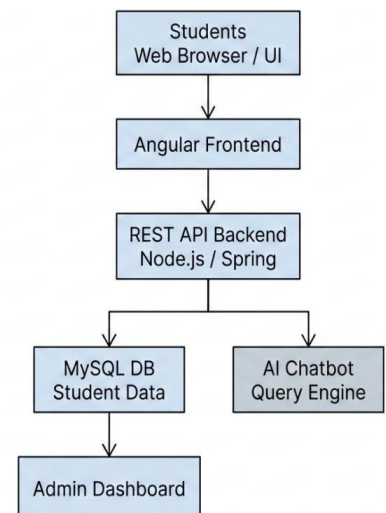 Students
Web Browser / UI
Angular Frontend
REST API Backend
Node.js / Spring
MySQL DB
Student Data
AI Chatbot
Query Engine
Admin Dashboard